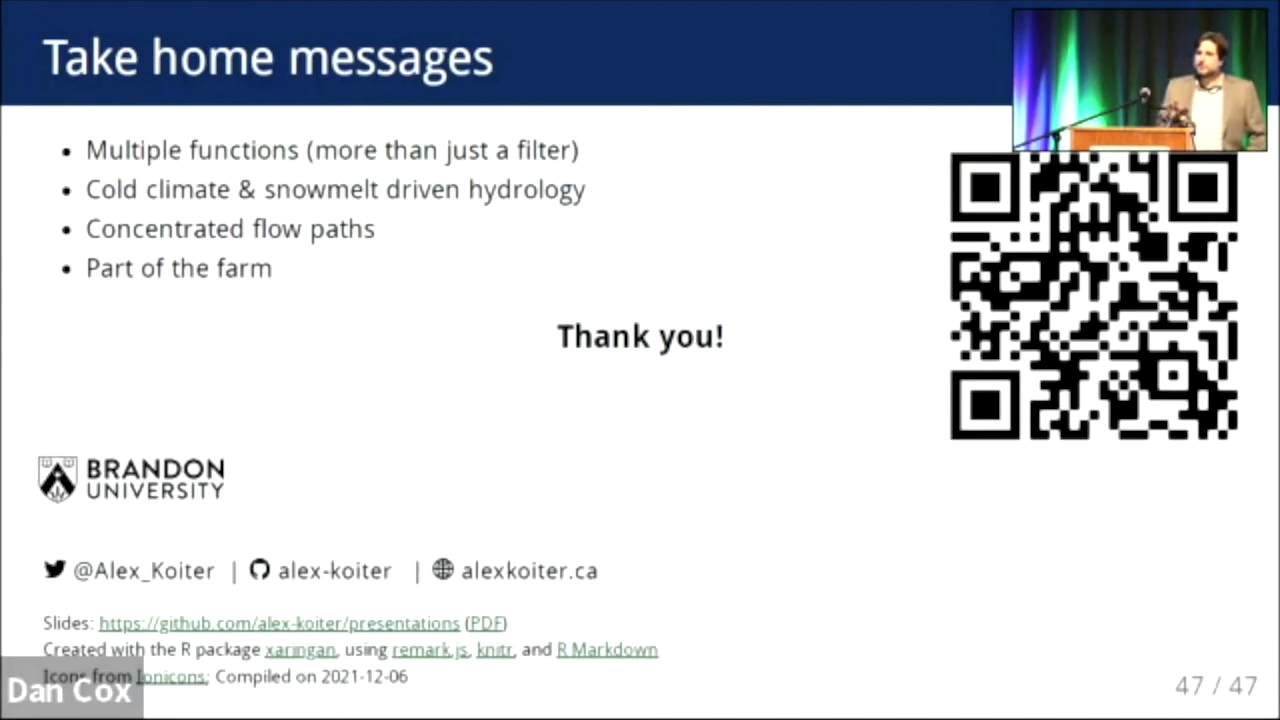 Take home messages
• Multiple functions (more than just a filter)
• Cold climate & snowmelt driven hydrology
• Concentrated flow paths
• Part of the farm
Thank you!
BRANDON
UNIVERSITY
@Alex_Koiter | alex-koiter | alexkoiter.ca
Slides: https://github.com/alex-koiter/presentations (PDF)
Created with the R package xaringan, using remark.js, knitr, and R Markdown
Icons from Ionicons; Compiled on 2021-12-06
Dan Cox
47 / 47